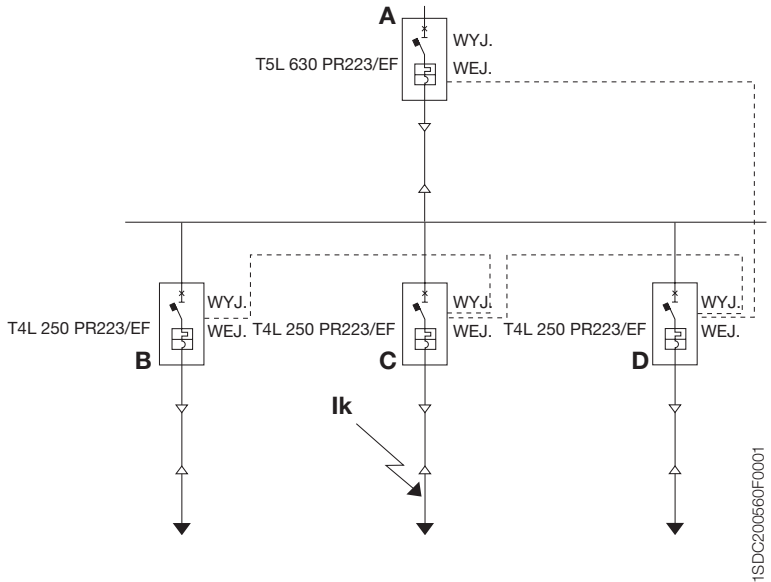 A
WYJ.
T5L 630 PR223/EF
WEJ.
WYJ.
T4L 250 PR223/EF
WEJ.
B
WYJ.
T4L 250 PR223/EF
WEJ.
C
WYJ.
T4L 250 PR223/EF
WEJ.
D
Ik
1SDC200560F0001